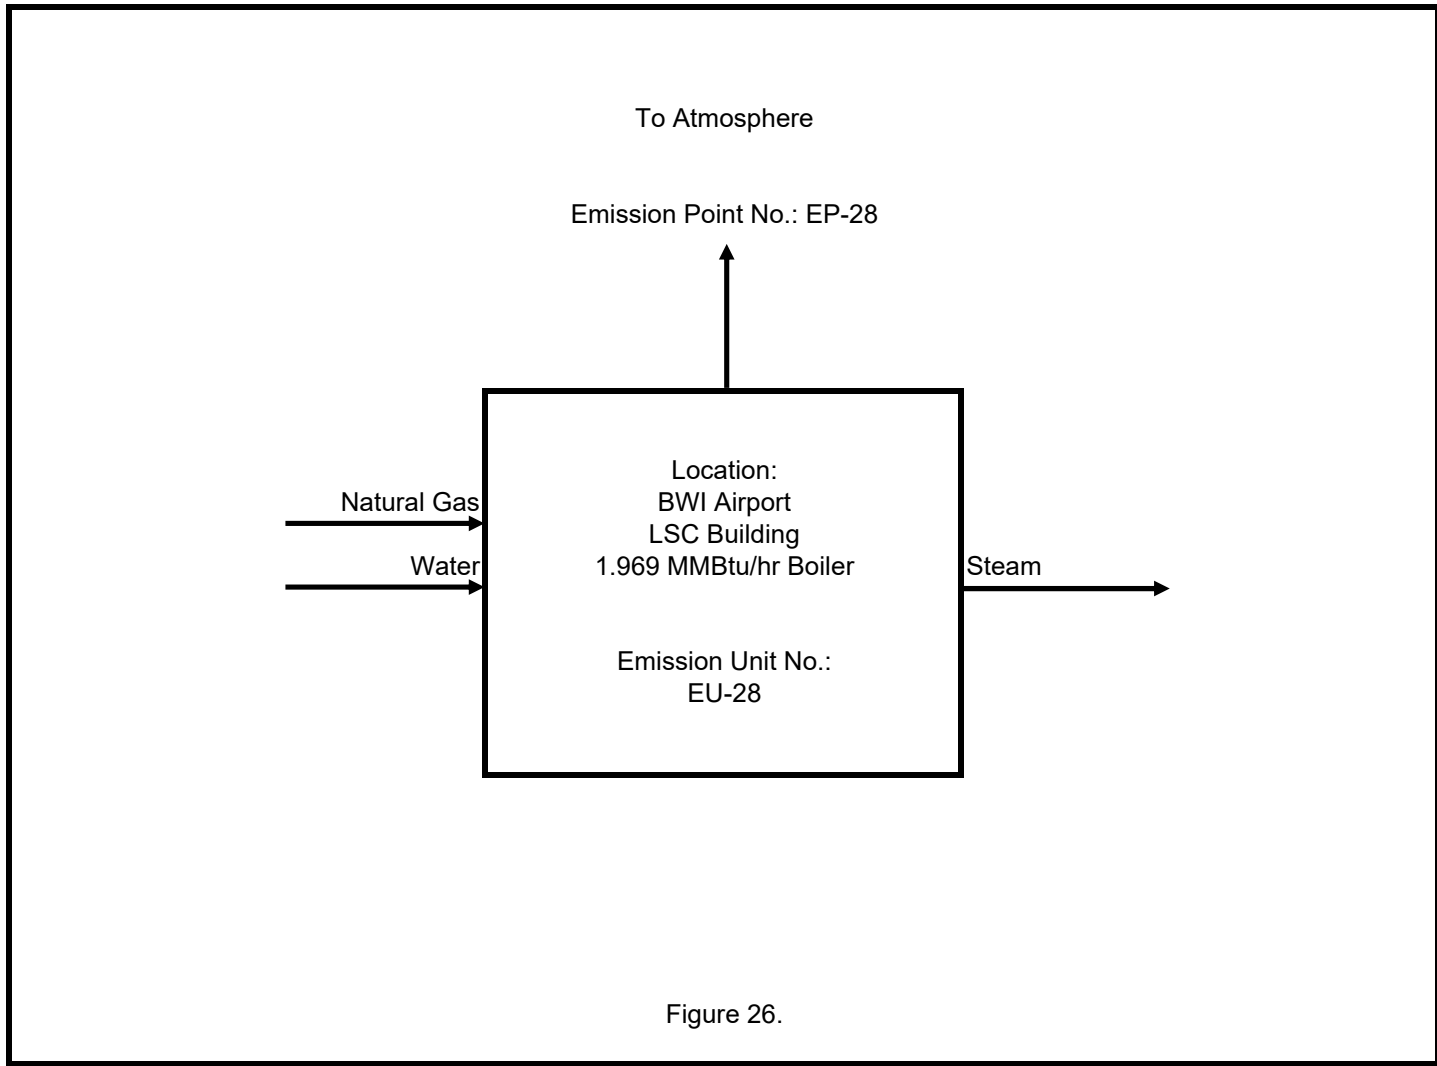 To Atmosphere
Emission Point No.: EP-28
Location:
BWI Airport
LSC Building
1.969 MMBtu/hr Boiler
Emission Unit No.:
EU-28
Natural Gas
Water
Steam
Figure 26.